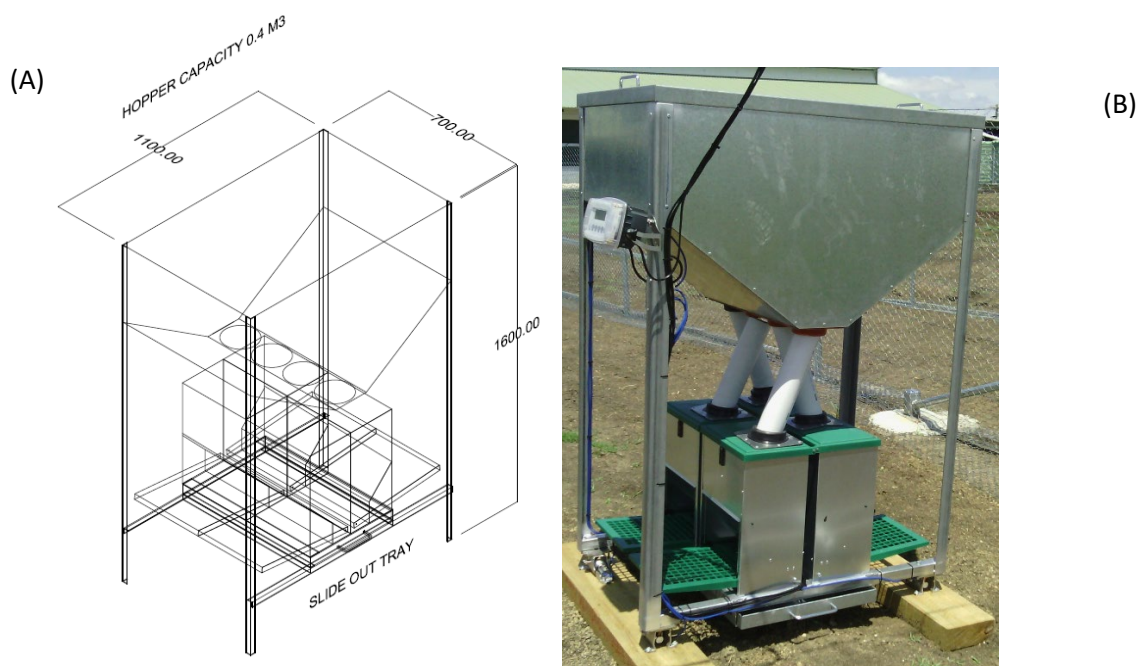 (A)
HOPPER CAPACITY 0.4 M3
1100.00
700.00
1600.00
SLIDE OUT TRAY
(B)